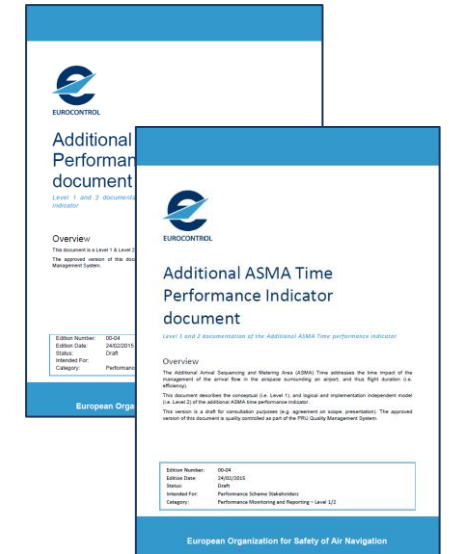 EUROCONTROL
Additional
Performan
document
Level 1 and 2 documenta
indicator
Overview
This document is a Level 1 & Level 2
The approved version of this doc
Management System.
Edition Number: 00-04
Edition Date: 24/02/2015
Status: Draft
Intended For:
Category: Performance
European Orga
EUROCONTROL
Additional ASMA Time
Performance Indicator
document
Level 1 and 2 documentation of the Additional ASMA Time performance indicator
Overview
The Additional Arrival Sequencing and Metering Area (ASMA) Time addresses the time impact of the
management of the arrival flow in the airspace surrounding an airport, and thus flight duration (i.e.
efficiency).
This document describes the conceptual (i.e. Level 1), and logical and implementation independent model
(i.e. Level 2) of the additional ASMA time performance indicator.
This version is a draft for consultation purposes (e.g. agreement on scope, presentation). The approved
version of this document is quality controlled as part of the PRU Quality Management System.
Edition Number: 00-04
Edition Date: 24/02/2015
Status: Draft
Intended For: Performance Scheme Stakeholders
Category: Performance Monitoring and Reporting – Level 1/2
European Organization for Safety of Air Navigation